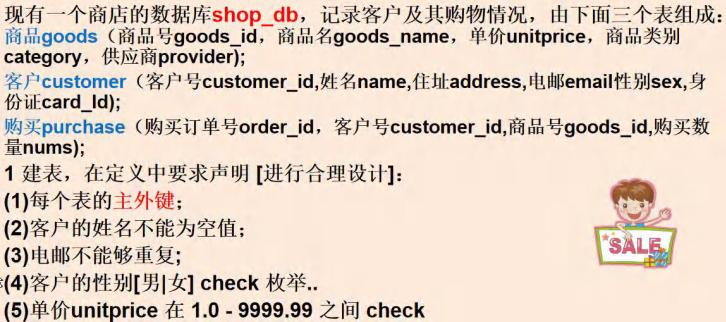 现有一个商店的数据库shop_db，记录客户及其购物情况，由下面三个表组成：
商品goods（商品号goods_id，商品名goods_name，单价unitprice，商品类别
category，供应商provider);
客户customer（客户号customer_id,姓名name,住址address,电邮email性别sex,身
份证card_Id);
购买purchase（购买订单号order_id，客户号customer_id,商品号goods_id,购买数
量nums);
1 建表，在定义中要求声明 [进行合理设计]：
(1)每个表的主外键；
(2)客户的姓名不能为空值；
(3)电邮不能够重复;
(4)客户的性别[男|女] check 枚举..
(5)单价unitprice 在 1.0 - 9999.99 之间 check
SALE